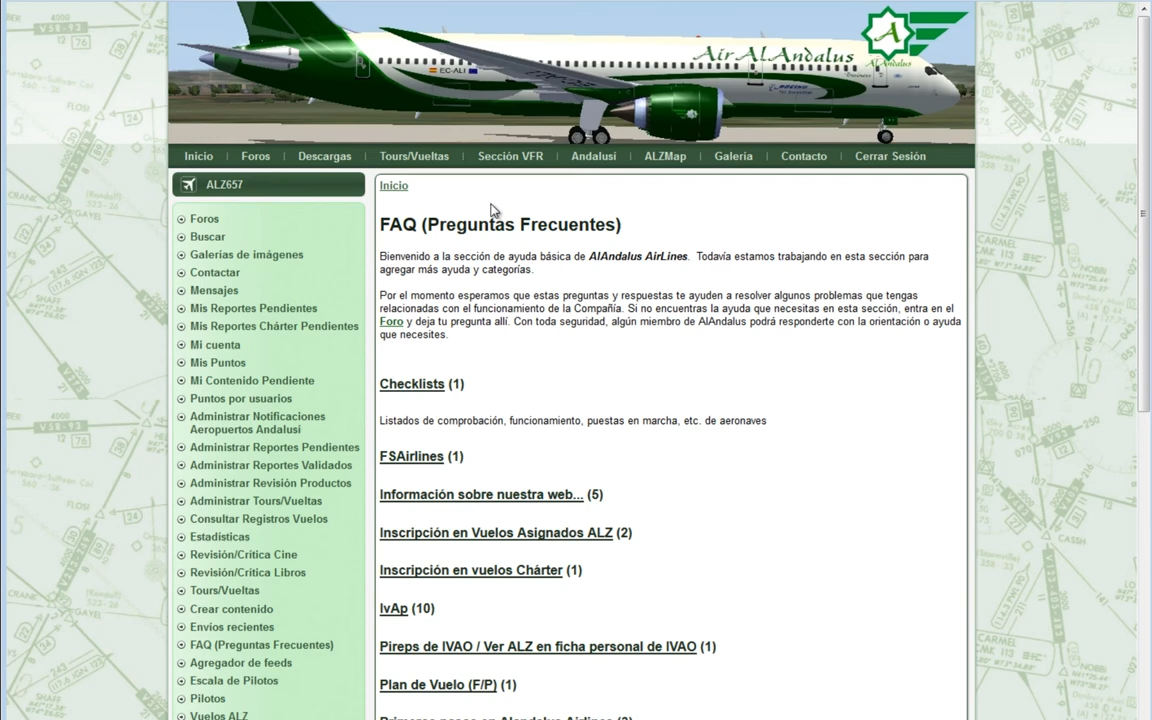 Air AlAndalus
A
AlAndalus
EC-ALI
BOEING
Inicio
Foros
Descargas
Tours/Vueltas
Sección VFR
Andalusí
ALZMap
Galería
Contacto
Cerrar Sesión
ALZ657
Foros
Buscar
Galerías de imágenes
Contactar
Mensajes
Mis Reportes Pendientes
Mis Reportes Chárter Pendientes
Mi cuenta
Mis Puntos
Mi Contenido Pendiente
Puntos por usuarios
Administrar Notificaciones
Aeropuertos Andalusí
Administrar Reportes Pendientes
Administrar Reportes Validados
Administrar Revisión Productos
Administrar Tours/Vueltas
Consultar Registros Vuelos
Estadísticas
Revisión/Crítica Cine
Revisión/Crítica Libros
Tours/Vueltas
Crear contenido
Envíos recientes
FAQ (Preguntas Frecuentes)
Agregador de feeds
Escala de Pilotos
Pilotos
Vuelos ALZ
Inicio
FAQ (Preguntas Frecuentes)
Bienvenido a la sección de ayuda básica de AlAndalus AirLines. Todavía estamos trabajando en esta sección para
agregar más ayuda y categorías.
Por el momento esperamos que estas preguntas y respuestas te ayuden a resolver algunos problemas que tengas
relacionadas con el funcionamiento de la Compañía. Si no encuentras la ayuda que necesitas en esta sección, entra en el
Foro y deja tu pregunta allí. Con toda seguridad, algún miembro de AlAndalus podrá responderte con la orientación o ayuda
que necesites.
Checklists (1)
Listados de comprobación, funcionamiento, puestas en marcha, etc. de aeronaves
FSAirlines (1)
Información sobre nuestra web... (5)
Inscripción en Vuelos Asignados ALZ (2)
Inscripción en vuelos Chárter (1)
IvAp (10)
Pireps de IVAO / Ver ALZ en ficha personal de IVAO (1)
Plan de Vuelo (F/P) (1)